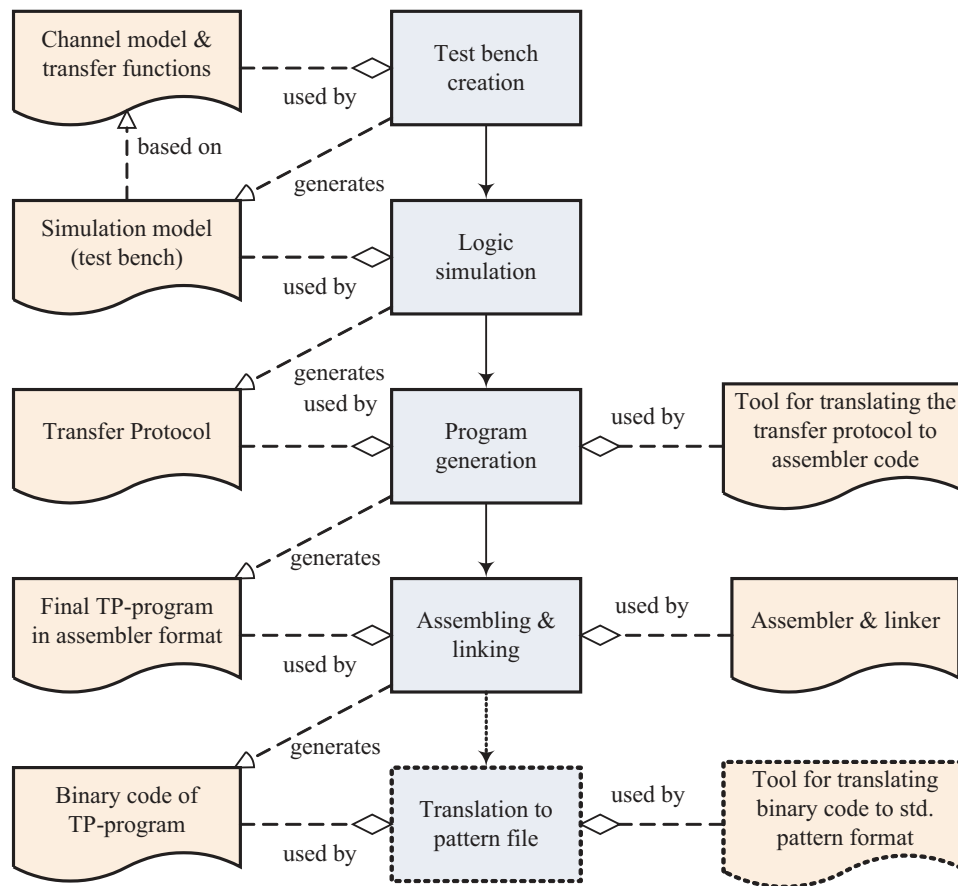 Channel model &
transfer functions
used by
Test bench
creation
based on
generates
Simulation model
(test bench)
used by
Logic
simulation
generates
used by
Transfer Protocol
Program
generation
used by
Tool for translating the
transfer protocol to
assembler code
generates
Final TP-program
in assembler format
used by
Assembling &
linking
used by
Assembler & linker
generates
Binary code of
TP-program
used by
Translation to
pattern file
used by
Tool for translating
binary code to std.
pattern format